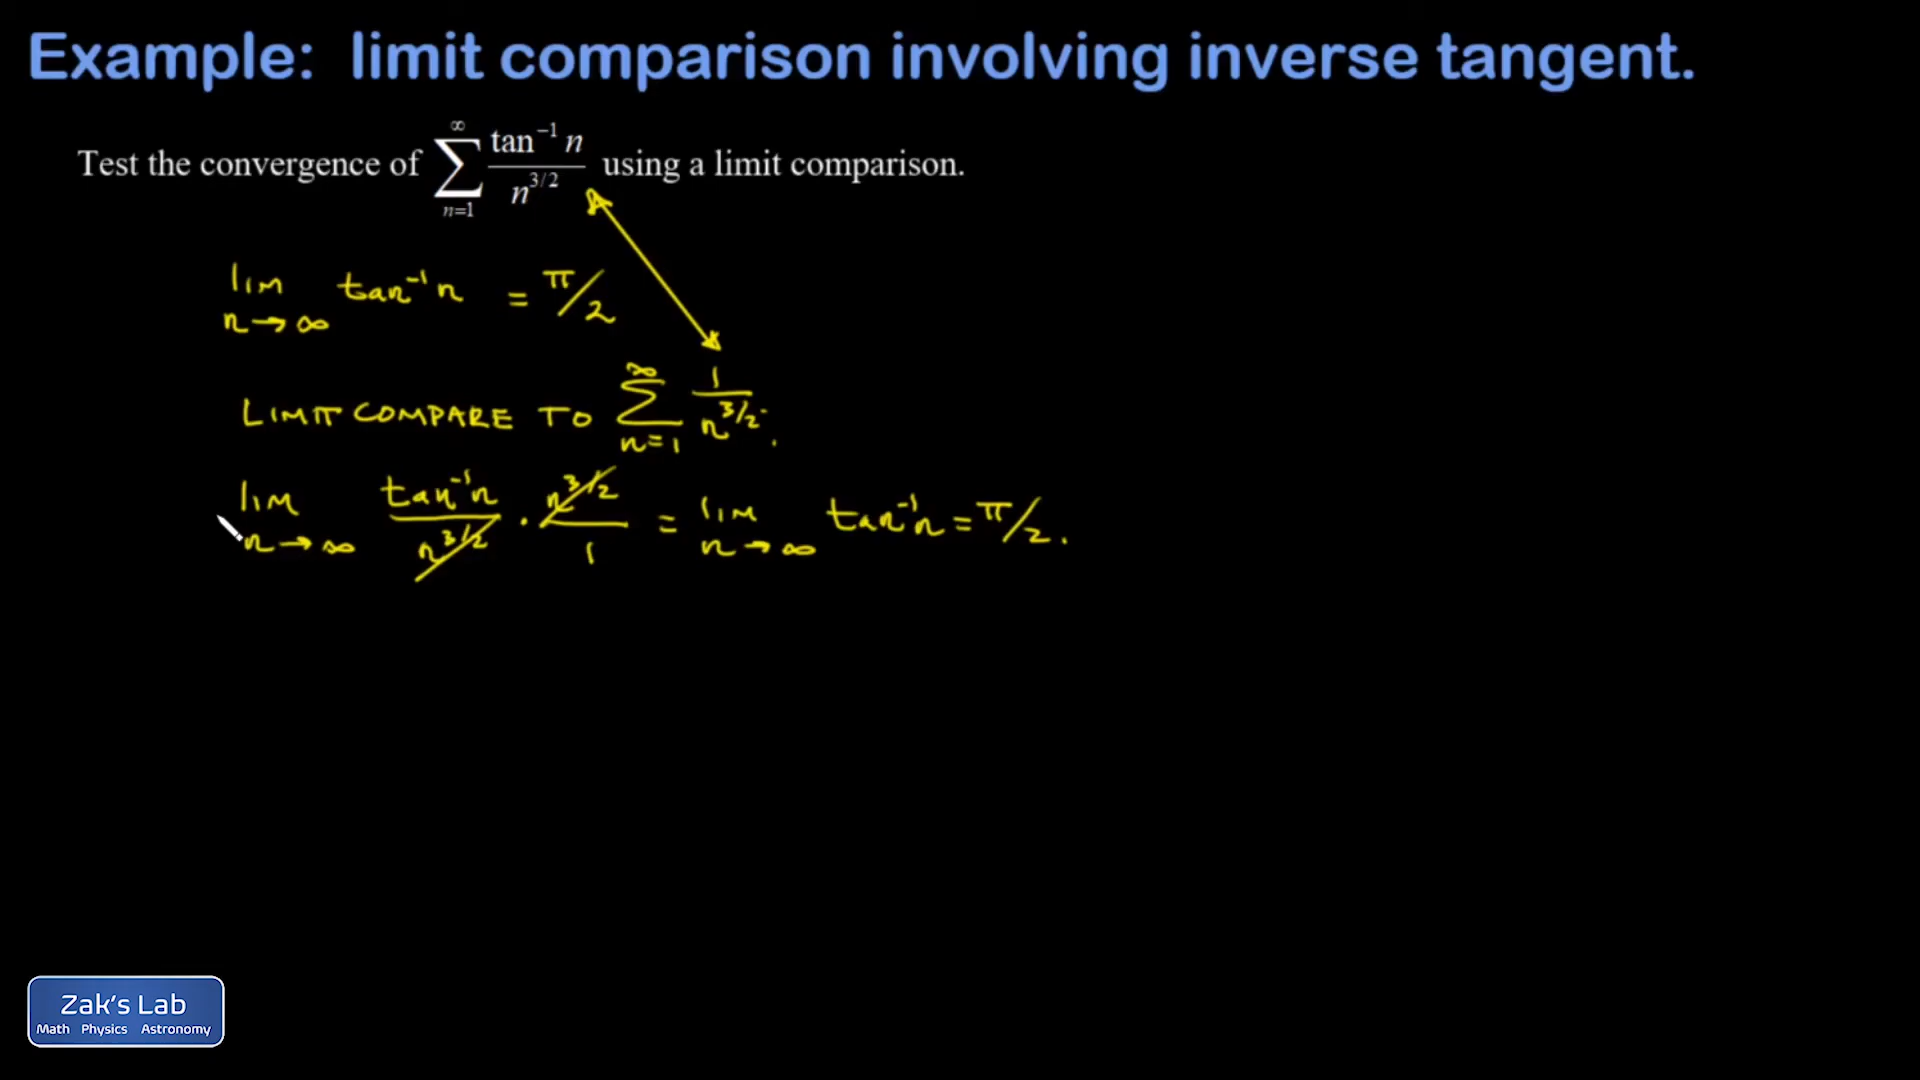 Example: limit comparison involving inverse tangent.
Test the convergence of ∑_{n=1}^{∞} tan⁻¹ n / n^{3/2} using a limit comparison.
lim_{n→∞} tan⁻¹n = π/2
LIMIT COMPARE TO ∑_{n=1}^{∞} 1/n^{3/2}.
lim_{n→∞} tan⁻¹n / n^{3/2} · n^{3/2} / 1 = lim_{n→∞} tan⁻¹n = π/2.
Zak's Lab
Math Physics Astronomy